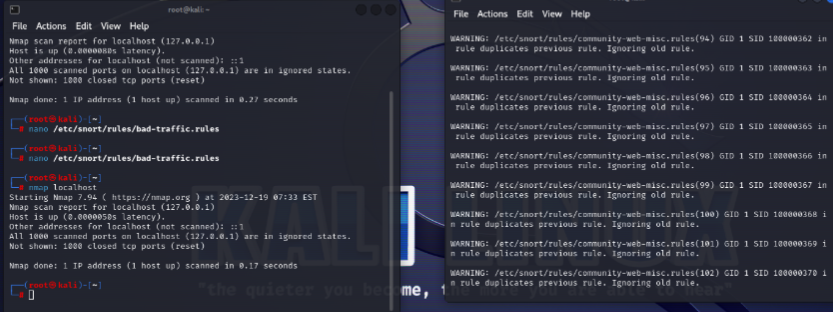 root@kali: ~
File Actions Edit View Help
Nmap scan report for localhost (127.0.0.1)
Host is up (0.0000080s latency).
Other addresses for localhost (not scanned): ::1
All 1000 scanned ports on localhost (127.0.0.1) are in ignored states.
Not shown: 1000 closed tcp ports (reset)
Nmap done: 1 IP address (1 host up) scanned in 0.27 seconds
(root㉿kali)-[~]
# nano /etc/snort/rules/bad-traffic.rules
(root㉿kali)-[~]
# nano /etc/snort/rules/bad-traffic.rules
(root㉿kali)-[~]
# nmap localhost
Starting Nmap 7.94 ( https://nmap.org ) at 2023-12-19 07:33 EST
Nmap scan report for localhost (127.0.0.1)
Host is up (0.0000050s latency).
Other addresses for localhost (not scanned): ::1
All 1000 scanned ports on localhost (127.0.0.1) are in ignored states.
Not shown: 1000 closed tcp ports (reset)
Nmap done: 1 IP address (1 host up) scanned in 0.17 seconds
(root㉿kali)-[~]
#
File Actions Edit View Help
WARNING: /etc/snort/rules/community-web-misc.rules(94) GID 1 SID 100000362 in
rule duplicates previous rule. Ignoring old rule.
WARNING: /etc/snort/rules/community-web-misc.rules(95) GID 1 SID 100000363 in
rule duplicates previous rule. Ignoring old rule.
WARNING: /etc/snort/rules/community-web-misc.rules(96) GID 1 SID 100000364 in
rule duplicates previous rule. Ignoring old rule.
WARNING: /etc/snort/rules/community-web-misc.rules(97) GID 1 SID 100000365 in
rule duplicates previous rule. Ignoring old rule.
WARNING: /etc/snort/rules/community-web-misc.rules(98) GID 1 SID 100000366 in
rule duplicates previous rule. Ignoring old rule.
WARNING: /etc/snort/rules/community-web-misc.rules(99) GID 1 SID 100000367 in
rule duplicates previous rule. Ignoring old rule.
WARNING: /etc/snort/rules/community-web-misc.rules(100) GID 1 SID 100000368 i
n rule duplicates previous rule. Ignoring old rule.
WARNING: /etc/snort/rules/community-web-misc.rules(101) GID 1 SID 100000369 i
n rule duplicates previous rule. Ignoring old rule.
WARNING: /etc/snort/rules/community-web-misc.rules(102) GID 1 SID 100000370 i
n rule duplicates previous rule. Ignoring old rule.
"the quieter you become, the more you are able to hear"